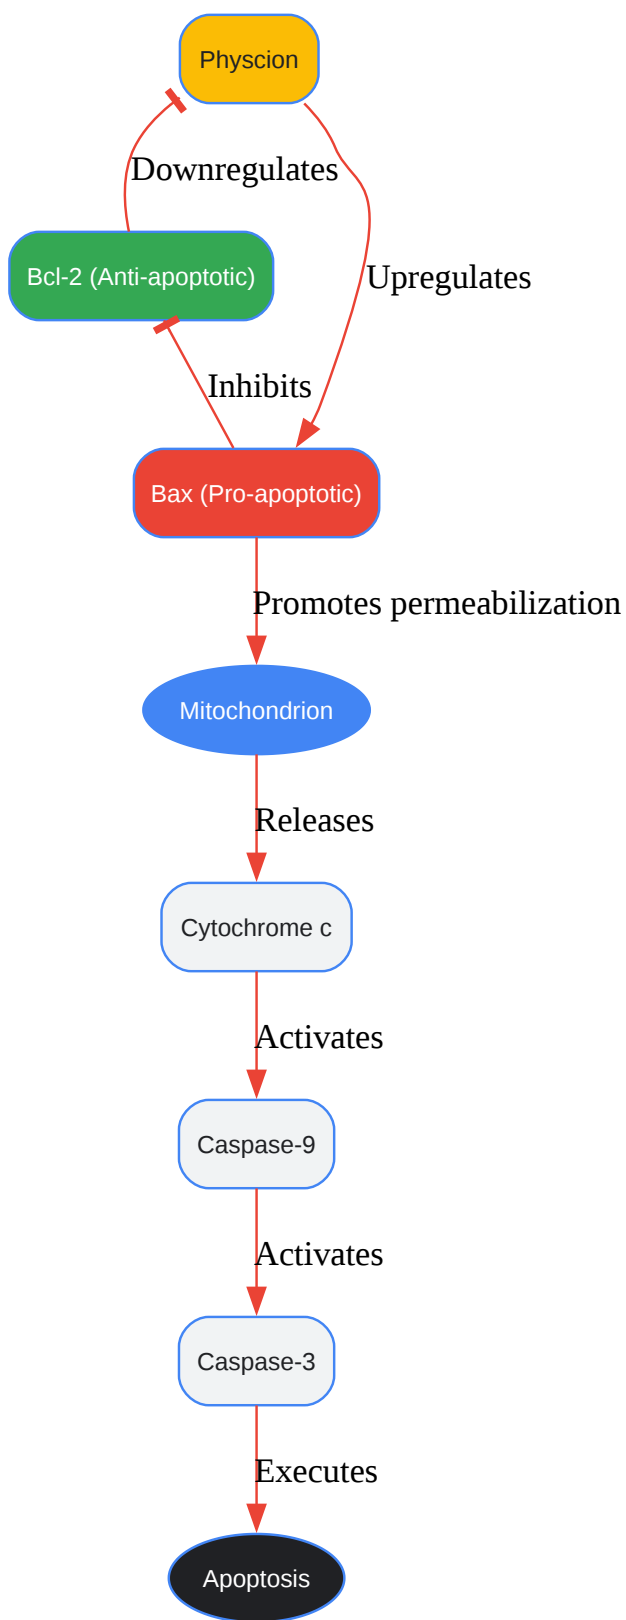 Physcion
Downregulates
Bcl-2 (Anti-apoptotic)
Upregulates
Inhibits
Bax (Pro-apoptotic)
Promotes permeabilization
Mitochondrion
Releases
Cytochrome c
Activates
Caspase-9
Activates
Caspase-3
Executes
Apoptosis